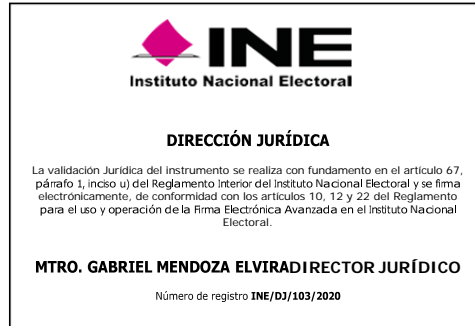 INE
Instituto Nacional Electoral
DIRECCIÓN JURÍDICA
La validación Jurídica del instrumento se realiza con fundamento en el artículo 67,
párrafo 1, inciso u) del Reglamento Interior del Instituto Nacional Electoral y se firma
electrónicamente, de conformidad con los artículos 10, 12 y 22 del Reglamento
para el uso y operación de la Firma Electrónica Avanzada en el Instituto Nacional
Electoral.
MTRO. GABRIEL MENDOZA ELVIRADIRECTOR JURÍDICO
Número de registro INE/DJ/103/2020